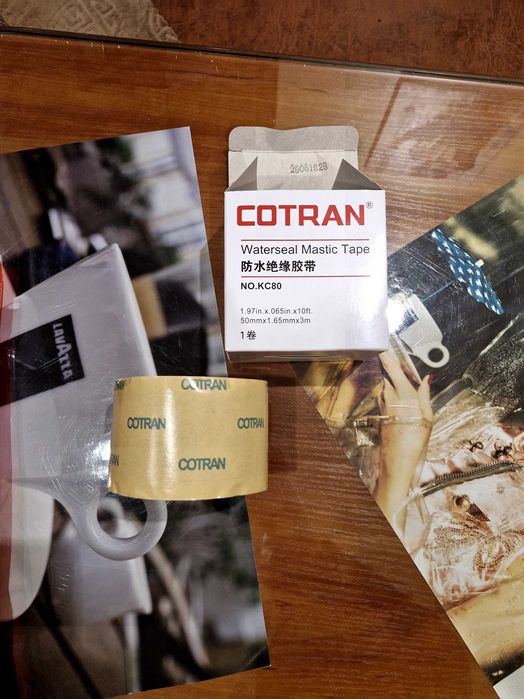 25061823
COTRAN®
Waterseal Mastic Tape
防水绝缘胶带
NO.KC80
1.97in.x.065in.x10ft.
50mmx1.65mmx3m
1卷
LAVAZZA
COTRAN
COTRAN
COTRAN
COTRAN